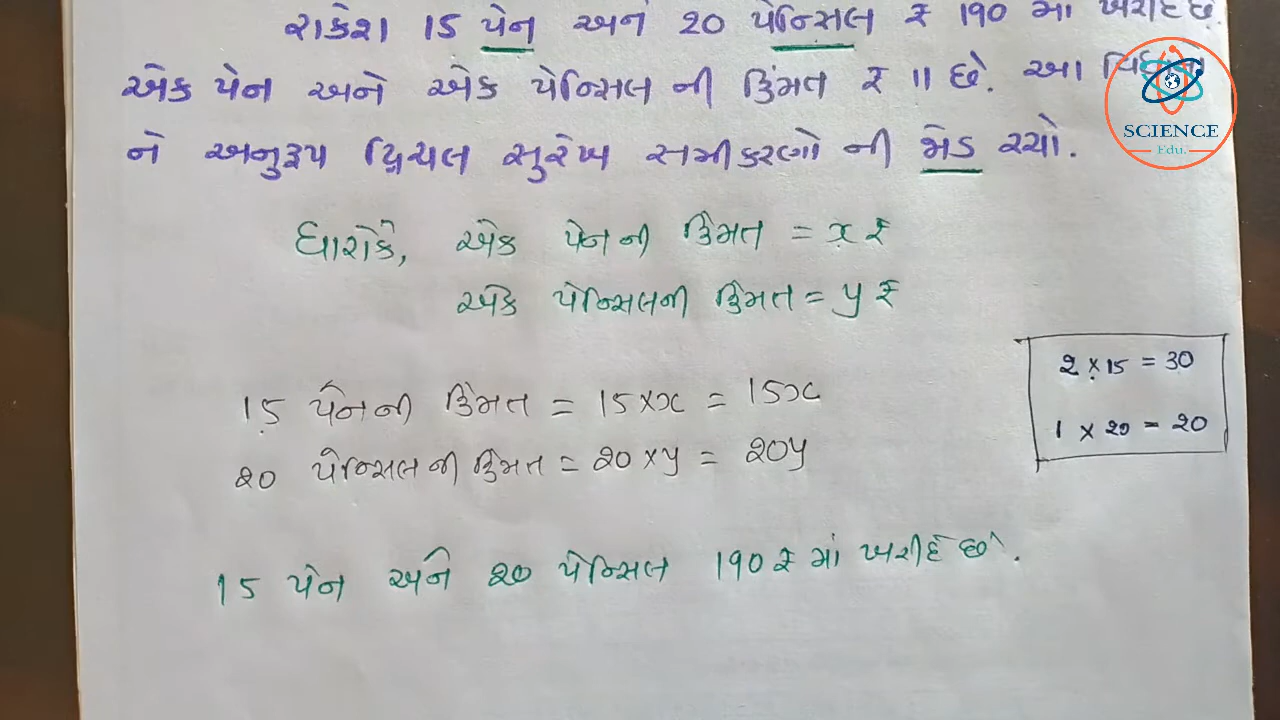 રાકેશ 15 પેન અને 20 પેન્સિલ ₹ 190 માં ખરીદે છે.
એક પેન અને એક પેન્સિલ ની કિંમત ₹ 11 છે. આ
ને અનુરૂપ દ્વિચલ સુરેખ સમીકરણો ની જોડ રચો.
SCIENCE
Edu.
ધારોકે, એક પેન ની કિંમત = x ₹
એક પેન્સિલની કિંમત = y ₹
2 × 15 = 30
1 × 20 = 20
15 પેનની કિંમત = 15 × x = 15x
20 પેન્સિલની કિંમત = 20 × y = 20y
15 પેન અને 20 પેન્સિલ 190 ₹ માં ખરીદે છે.